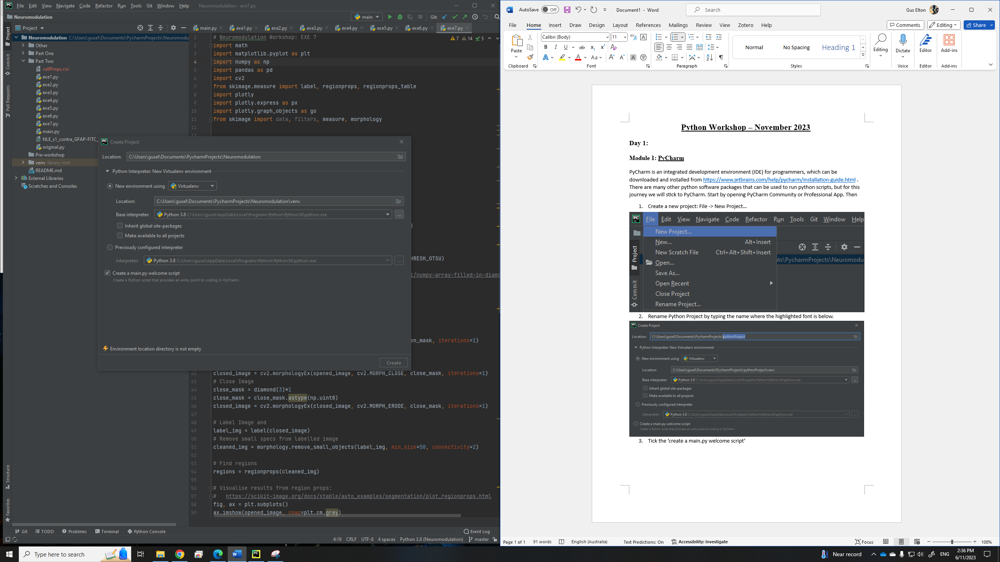 File Edit View Navigate Code Refactor Run Tools Git Window Help Neuromodulation - exe7.py
Neuromodulation
main
Git:
Project
main.py exe1.py exe2.py exe3.py exe4.py exe5.py exe6.py exe7.py
Project
Commit
Pull Requests
Structure
Favorites
Neuromodulation C:\Users\gusel\Documents\PycharmProjects\Neuromodu
Other
Part One
Part Two
cellProps.csv
exe1.py
exe2.py
exe3.py
exe4.py
exe5.py
exe6.py
exe7.py
main.py
NLE_s1_contra_GFAP-FITC_
original.py
Pre-workshop
venv library root
README.md
External Libraries
Scratches and Consoles
7 14 5
1 # Neuromodulation Workshop: EXE 7
2 import math
3 import matplotlib.pyplot as plt
4 import numpy as np
5 import pandas as pd
6 import cv2
7 from skimage.measure import label, regionprops, regionprops_table
8 import plotly
9 import plotly.express as px
10 import plotly.graph_objects as go
11 from skimage import data, filters, measure, morphology
12
13
Create Project
Location: C:\Users\gusel\Documents\PycharmProjects\Neuromodulation
Python Interpreter: New Virtualenv environment
New environment using Virtualenv
Location: C:\Users\gusel\Documents\PycharmProjects\Neuromodulation\venv
Base interpreter: Python 3.8 C:\Users\gusel\AppData\Local\Programs\Python\Python38\python.exe ...
Inherit global site-packages
)
Make available to all projects
Previously configured interpreter
Interpreter: Python 3.8 C:\Users\gusel\AppData\Local\Programs\Python\Python38\python.exe ...
HRESH_OTSU)
Create a main.py welcome script
1/numpy-array-filled-in-diamo
Create a Python script that provides an entry point to coding in PyCharm.
en_mask, iterations=1)
Environment location directory is not empty
Create
42 closed_image = cv2.morphologyEx(opened_image, cv2.MORPH_CLOSE, close_mask, iterations=1)
43 # Close Image
44 close_mask = diamond(3)*1
45 close_mask = close_mask.astype(np.uint8)
46 closed_image = cv2.morphologyEx(closed_image, cv2.MORPH_ERODE, close_mask, iterations=1)
47
48 # Label Image and
49 label_img = label(closed_image)
50 # Remove small specs from labelled image
51 cleaned_img = morphology.remove_small_objects(label_img, min_size=50, connectivity=2)
52
53 # Find regions
54 regions = regionprops(cleaned_img)
55
56 # Visualise results from region props:
57 # https://scikit-image.org/docs/stable/auto_examples/segmentation/plot_regionprops.html
58 fig, ax = plt.subplots()
59 ax.imshow(opened_image, cmap=plt.cm.gray)
Git TODO Problems Terminal Python Console Event Log
4:19 CRLF UTF-8 4 spaces Python 3.8 (Neuromodulation) master
AutoSave Off Document1 - Word Search Gus Elton
File Home Insert Draw Design Layout References Mailings Review View Zotero Help Comments Editing Share
Paste
Calibri (Body) 11
Normal No Spacing Heading 1
Editing Dictate Editor Add-ins
Clipboard Font Paragraph Styles Voice Editor Add-ins
Python Workshop – November 2023
Day 1:
Module 1: PyCharm
PyCharm is an integrated development environment (IDE) for programmers, which can be
downloaded and installed from https://www.jetbrains.com/help/pycharm/installation-guide.html .
There are many other python software packages that can be used to run python scripts, but for this
journey we will stick to PyCharm. Start by opening PyCharm Community or Professional App. Then
1. Create a new project: File -> New Project…
File Edit View Navigate Code Refactor Run Tools Git Window Help
New Project...
New... Alt+Insert
New Scratch File Ctrl+Alt+Shift+Insert
Open...
Save As...
Open Recent
Close Project
Rename Project...
Project
Commit
nts\PycharmProjects\Neuromodu
2. Rename Python Project by typing the name where the highlighted font is below.
Create Project
Location: C:\Users\gusel\Documents\PycharmProjects\pythonProject
Python Interpreter: New Virtualenv environment
New environment using Virtualenv
Location: C:\Users\gusel\Documents\PycharmProjects\pythonProject\venv
Base interpreter: Python 3.8 C:\Users\gusel\AppData\Local\Programs\Python\Python38\python.exe ...
Inherit global site-packages
Make available to all projects
Previously configured interpreter
Interpreter: Python 3.8 C:\Users\gusel\AppData\Local\Programs\Python\Python38\python.exe ...
Create a main.py welcome script
Create a Python script that provides an entry point to coding in PyCharm.
3. Tick the ‘create a main.py welcome script’
Page 1 of 1 91 words English (Australia) Text Predictions: On Accessibility: Investigate Focus 100%
Type here to search
Near record ENG 2:36 PM
6/11/2023